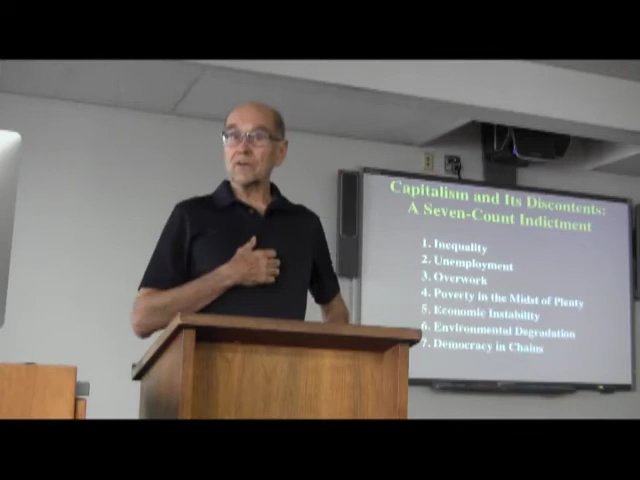 Capitalism and Its Discontents:
A Seven-Count Indictment
1. Inequality
2. Unemployment
3. Overwork
4. Poverty in the Midst of Plenty
5. Economic Instability
6. Environmental Degradation
7. Democracy in Chains